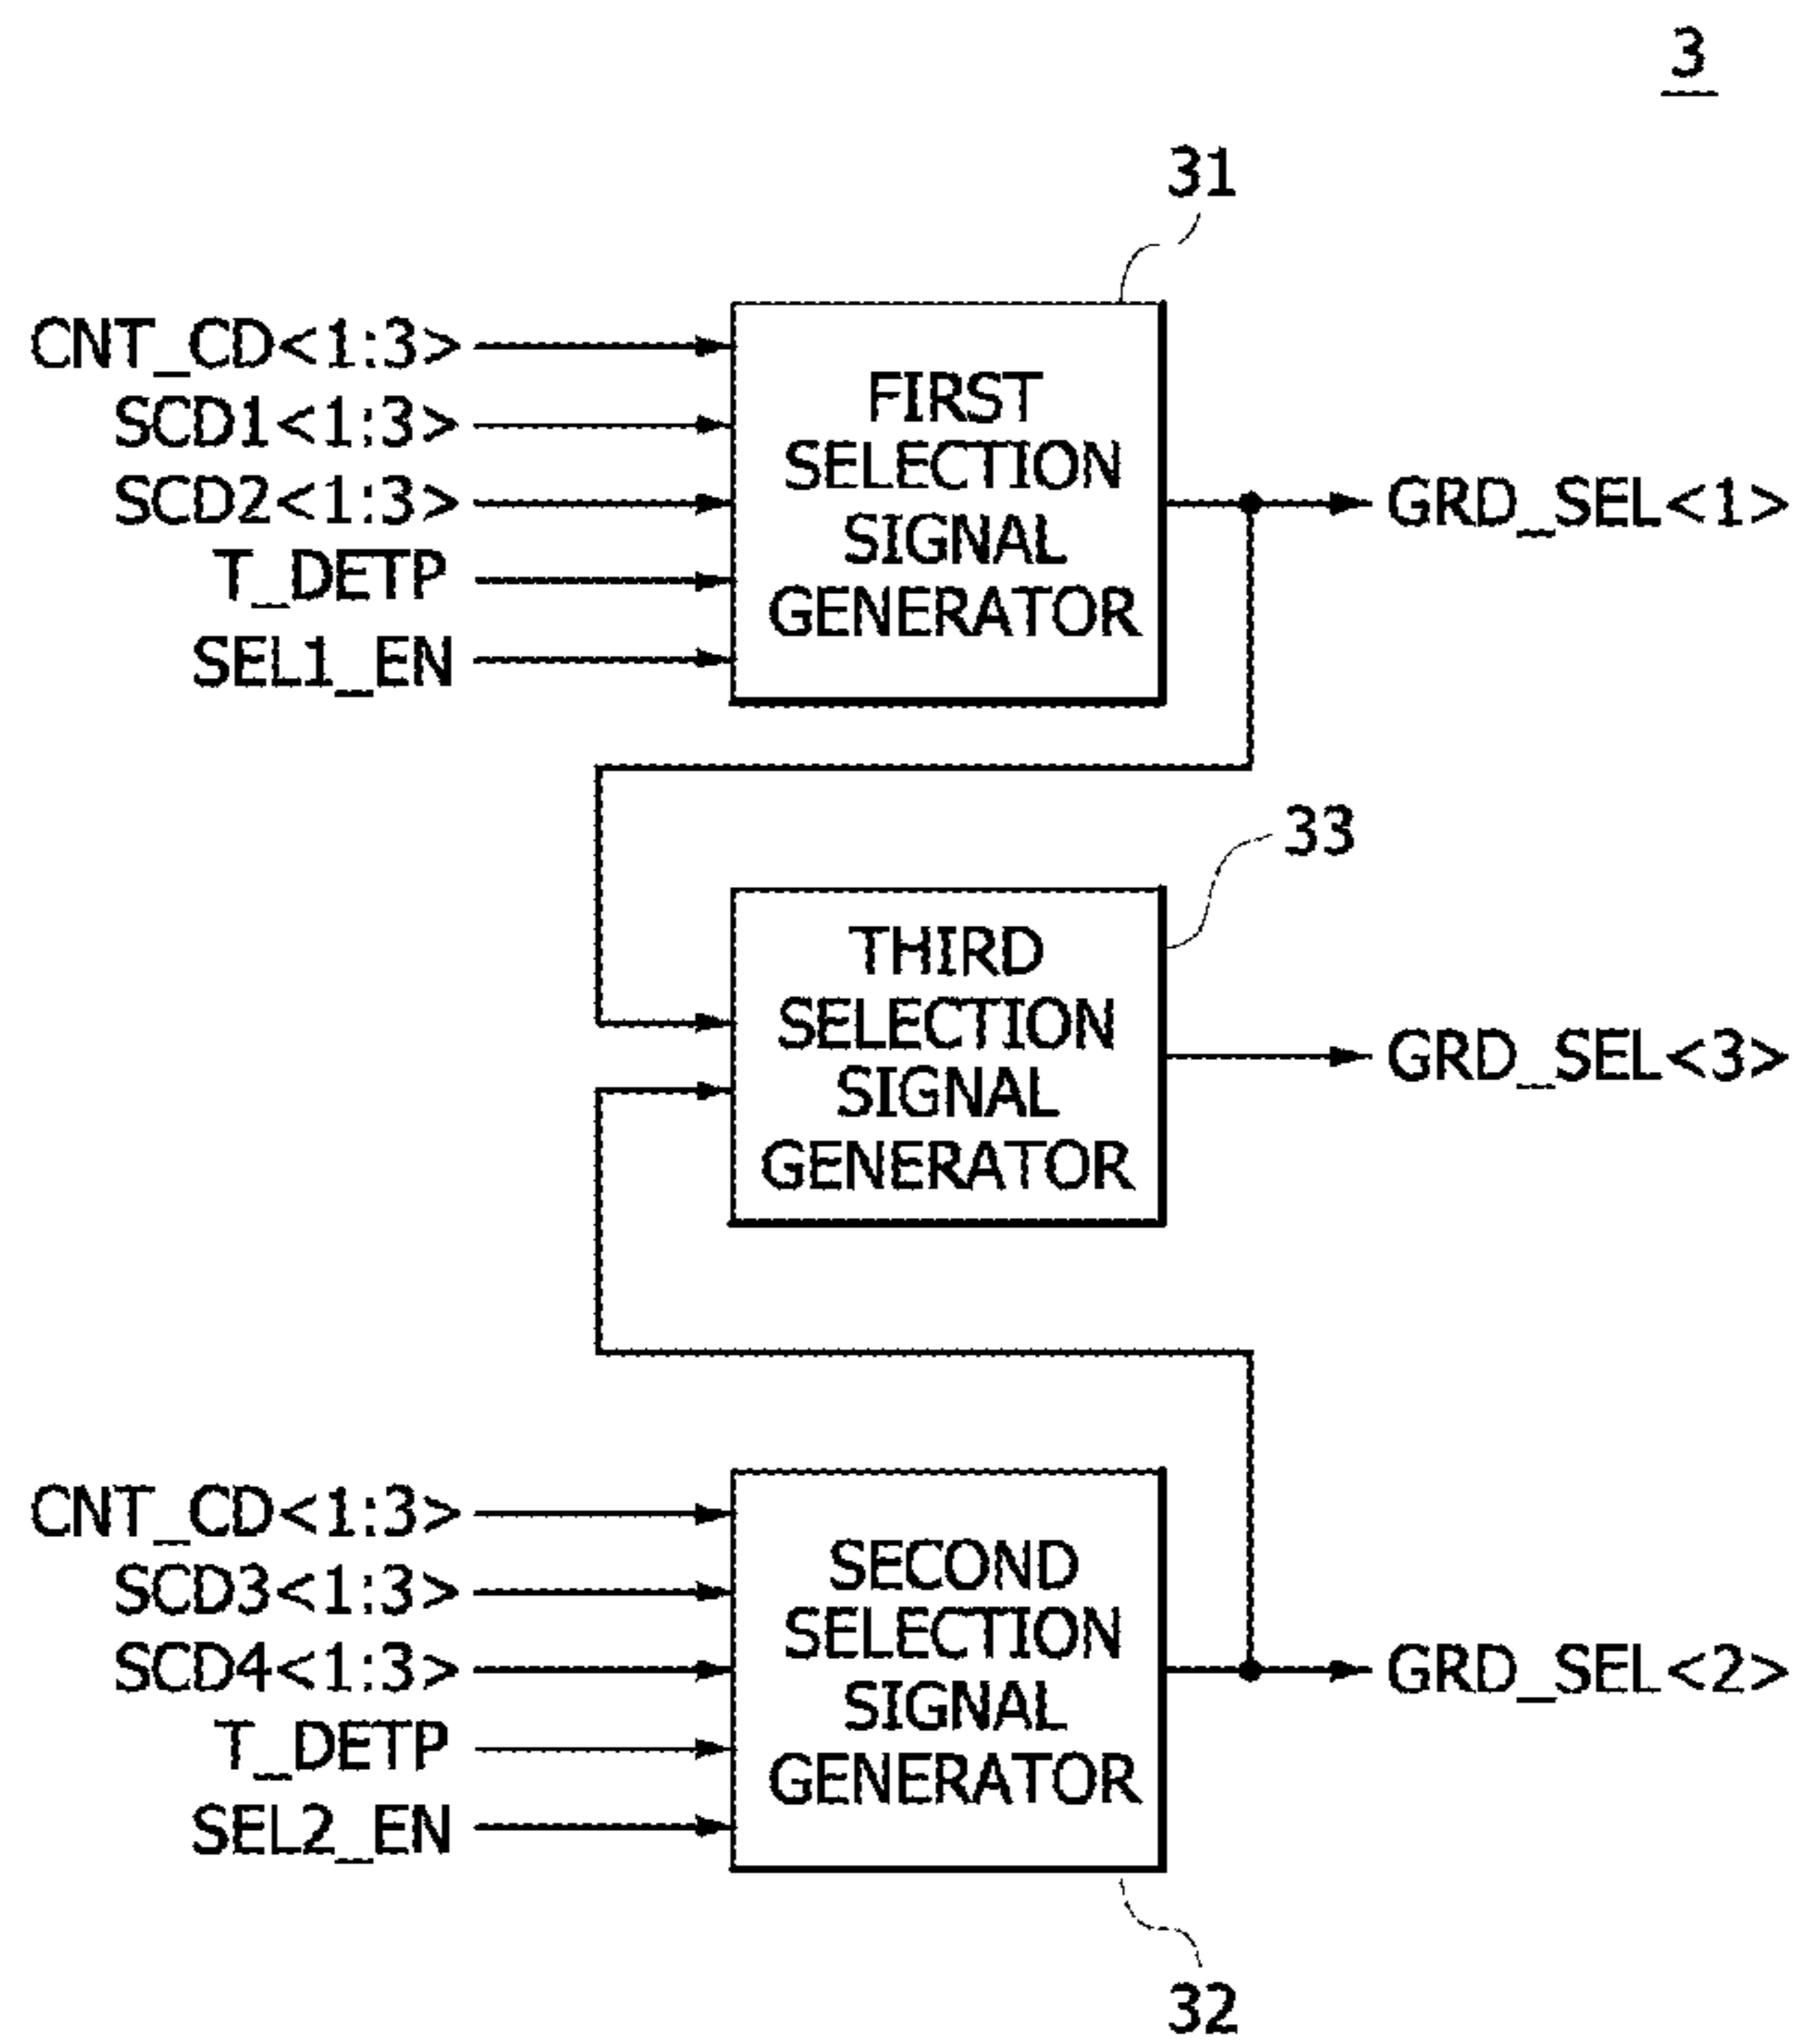 3
31
CNT_CD<1:3>
SCD1<1:3>
SCD2<1:3>
T_DETP
SEL1_EN
FIRST
SELECTION
SIGNAL
GENERATOR
GRD_SEL<1>
33
THIRD
SELECTION
SIGNAL
GENERATOR
GRD_SEL<3>
CNT_CD<1:3>
SCD3<1:3>
SCD4<1:3>
T_DETP
SEL2_EN
SECOND
SELECTION
SIGNAL
GENERATOR
GRD_SEL<2>
32